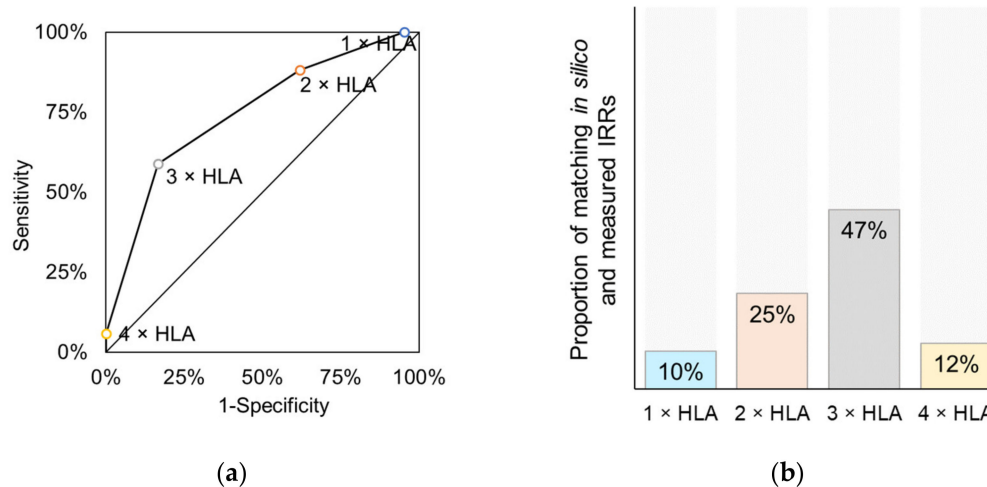 100%
75%
50%
25%
0%
Sensitivity
1 × HLA
2 × HLA
3 × HLA
4 × HLA
0%
25%
50%
75%
100%
1-Specificity
(a)
Proportion of matching in silico
and measured IRRs
10%
25%
47%
12%
1 × HLA
2 × HLA
3 × HLA
4 × HLA
(b)